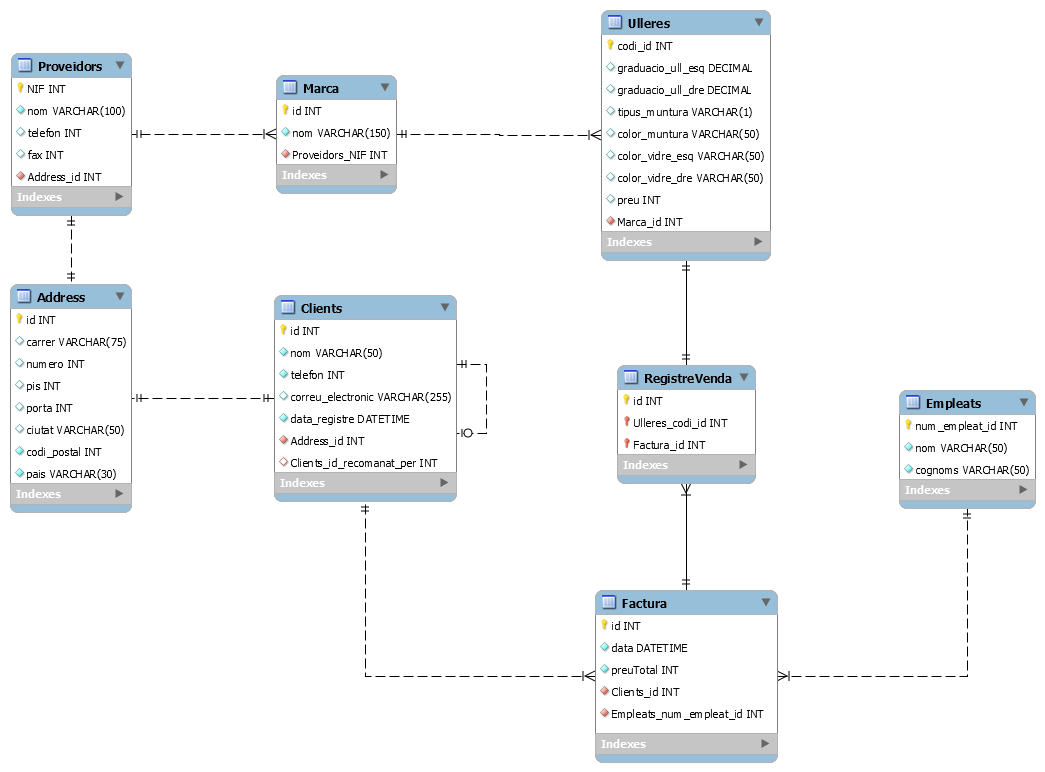 Proveidors
NIF INT
nom VARCHAR(100)
telefon INT
fax INT
Address_id INT
Indexes
Marca
id INT
nom VARCHAR(150)
Proveidors_NIF INT
Indexes
Ulleres
codi_id INT
graduacio_ull_esq DECIMAL
graduacio_ull_dre DECIMAL
tipus_muntura VARCHAR(1)
color_muntura VARCHAR(50)
color_vidre_esq VARCHAR(50)
color_vidre_dre VARCHAR(50)
preu INT
Marca_id INT
Indexes
Address
id INT
carrer VARCHAR(75)
numero INT
pis INT
porta INT
ciutat VARCHAR(50)
codi_postal INT
pais VARCHAR(30)
Indexes
Clients
id INT
nom VARCHAR(50)
telefon INT
correu_electronic VARCHAR(255)
data_registre DATETIME
Address_id INT
Clients_id_recomanat_per INT
Indexes
RegistreVenda
id INT
Ulleres_codi_id INT
Factura_id INT
Indexes
Empleats
num_empleat_id INT
nom VARCHAR(50)
cognoms VARCHAR(50)
Indexes
Factura
id INT
data DATETIME
preuTotal INT
Clients_id INT
Empleats_num_empleat_id INT
Indexes